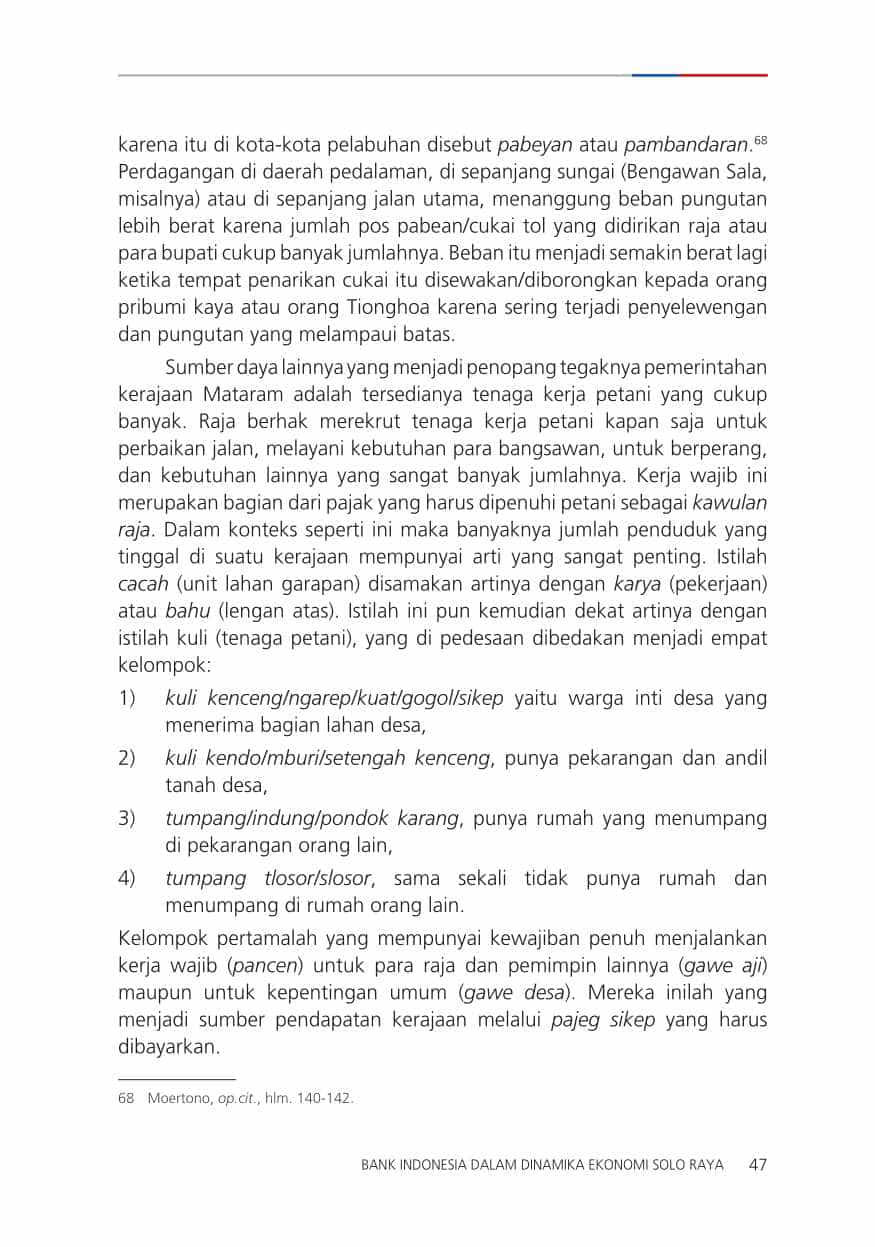 karena itu di kota-kota pelabuhan disebut pabeyan atau pambandaran.68
Perdagangan di daerah pedalaman, di sepanjang sungai (Bengawan Sala,
misalnya) atau di sepanjang jalan utama, menanggung beban pungutan
lebih berat karena jumlah pos pabean/cukai tol yang didirikan raja atau
para bupati cukup banyak jumlahnya. Beban itu menjadi semakin berat lagi
ketika tempat penarikan cukai itu disewakan/diborongkan kepada orang
pribumi kaya atau orang Tionghoa karena sering terjadi penyelewengan
dan pungutan yang melampaui batas.
Sumber daya lainnya yang menjadi penopang tegaknya pemerintahan
kerajaan Mataram adalah tersedianya tenaga kerja petani yang cukup
banyak. Raja berhak merekrut tenaga kerja petani kapan saja untuk
perbaikan jalan, melayani kebutuhan para bangsawan, untuk berperang,
dan kebutuhan lainnya yang sangat banyak jumlahnya. Kerja wajib ini
merupakan bagian dari pajak yang harus dipenuhi petani sebagai kawulan
raja. Dalam konteks seperti ini maka banyaknya jumlah penduduk yang
tinggal di suatu kerajaan mempunyai arti yang sangat penting. Istilah
cacah (unit lahan garapan) disamakan artinya dengan karya (pekerjaan)
atau bahu (lengan atas). Istilah ini pun kemudian dekat artinya dengan
istilah kuli (tenaga petani), yang di pedesaan dibedakan menjadi empat
kelompok:
1) kuli kenceng/ngarep/kuat/gogol/sikep yaitu warga inti desa yang
menerima bagian lahan desa,
2) kuli kendo/mburi/setengah kenceng, punya pekarangan dan andil
tanah desa,
3) tumpang/indung/pondok karang, punya rumah yang menumpang
di pekarangan orang lain,
4) tumpang tlosor/slosor, sama sekali tidak punya rumah dan
menumpang di rumah orang lain.
Kelompok pertamalah yang mempunyai kewajiban penuh menjalankan
kerja wajib (pancen) untuk para raja dan pemimpin lainnya (gawe aji)
maupun untuk kepentingan umum (gawe desa). Mereka inilah yang
menjadi sumber pendapatan kerajaan melalui pajeg sikep yang harus
dibayarkan.
68 Moertono, op.cit., hlm. 140-142.
BANK INDONESIA DALAM DINAMIKA EKONOMI SOLO RAYA 47